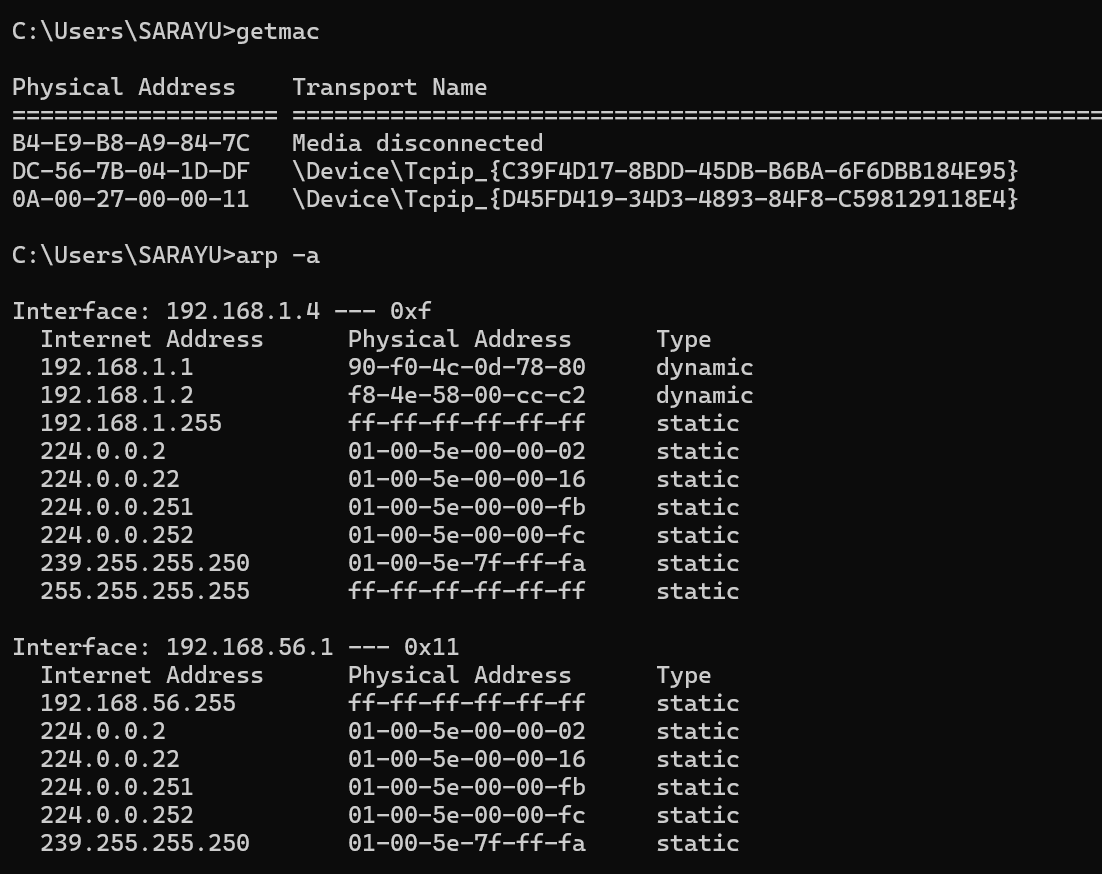 C:\Users\SARAYU>getmac
Physical Address    Transport Name
=================== ==========================================================
B4-E9-B8-A9-84-7C   Media disconnected
DC-56-7B-04-1D-DF   \Device\Tcpip_{C39F4D17-8BDD-45DB-B6BA-6F6DBB184E95}
0A-00-27-00-00-11   \Device\Tcpip_{D45FD419-34D3-4893-84F8-C598129118E4}
C:\Users\SARAYU>arp -a
Interface: 192.168.1.4 --- 0xf
  Internet Address      Physical Address      Type
  192.168.1.1           90-f0-4c-0d-78-80     dynamic
  192.168.1.2           f8-4e-58-00-cc-c2     dynamic
  192.168.1.255         ff-ff-ff-ff-ff-ff     static
  224.0.0.2             01-00-5e-00-00-02     static
  224.0.0.22            01-00-5e-00-00-16     static
  224.0.0.251           01-00-5e-00-00-fb     static
  224.0.0.252           01-00-5e-00-00-fc     static
  239.255.255.250       01-00-5e-7f-ff-fa     static
  255.255.255.255       ff-ff-ff-ff-ff-ff     static
Interface: 192.168.56.1 --- 0x11
  Internet Address      Physical Address      Type
  192.168.56.255        ff-ff-ff-ff-ff-ff     static
  224.0.0.2             01-00-5e-00-00-02     static
  224.0.0.22            01-00-5e-00-00-16     static
  224.0.0.251           01-00-5e-00-00-fb     static
  224.0.0.252           01-00-5e-00-00-fc     static
  239.255.255.250       01-00-5e-7f-ff-fa     static